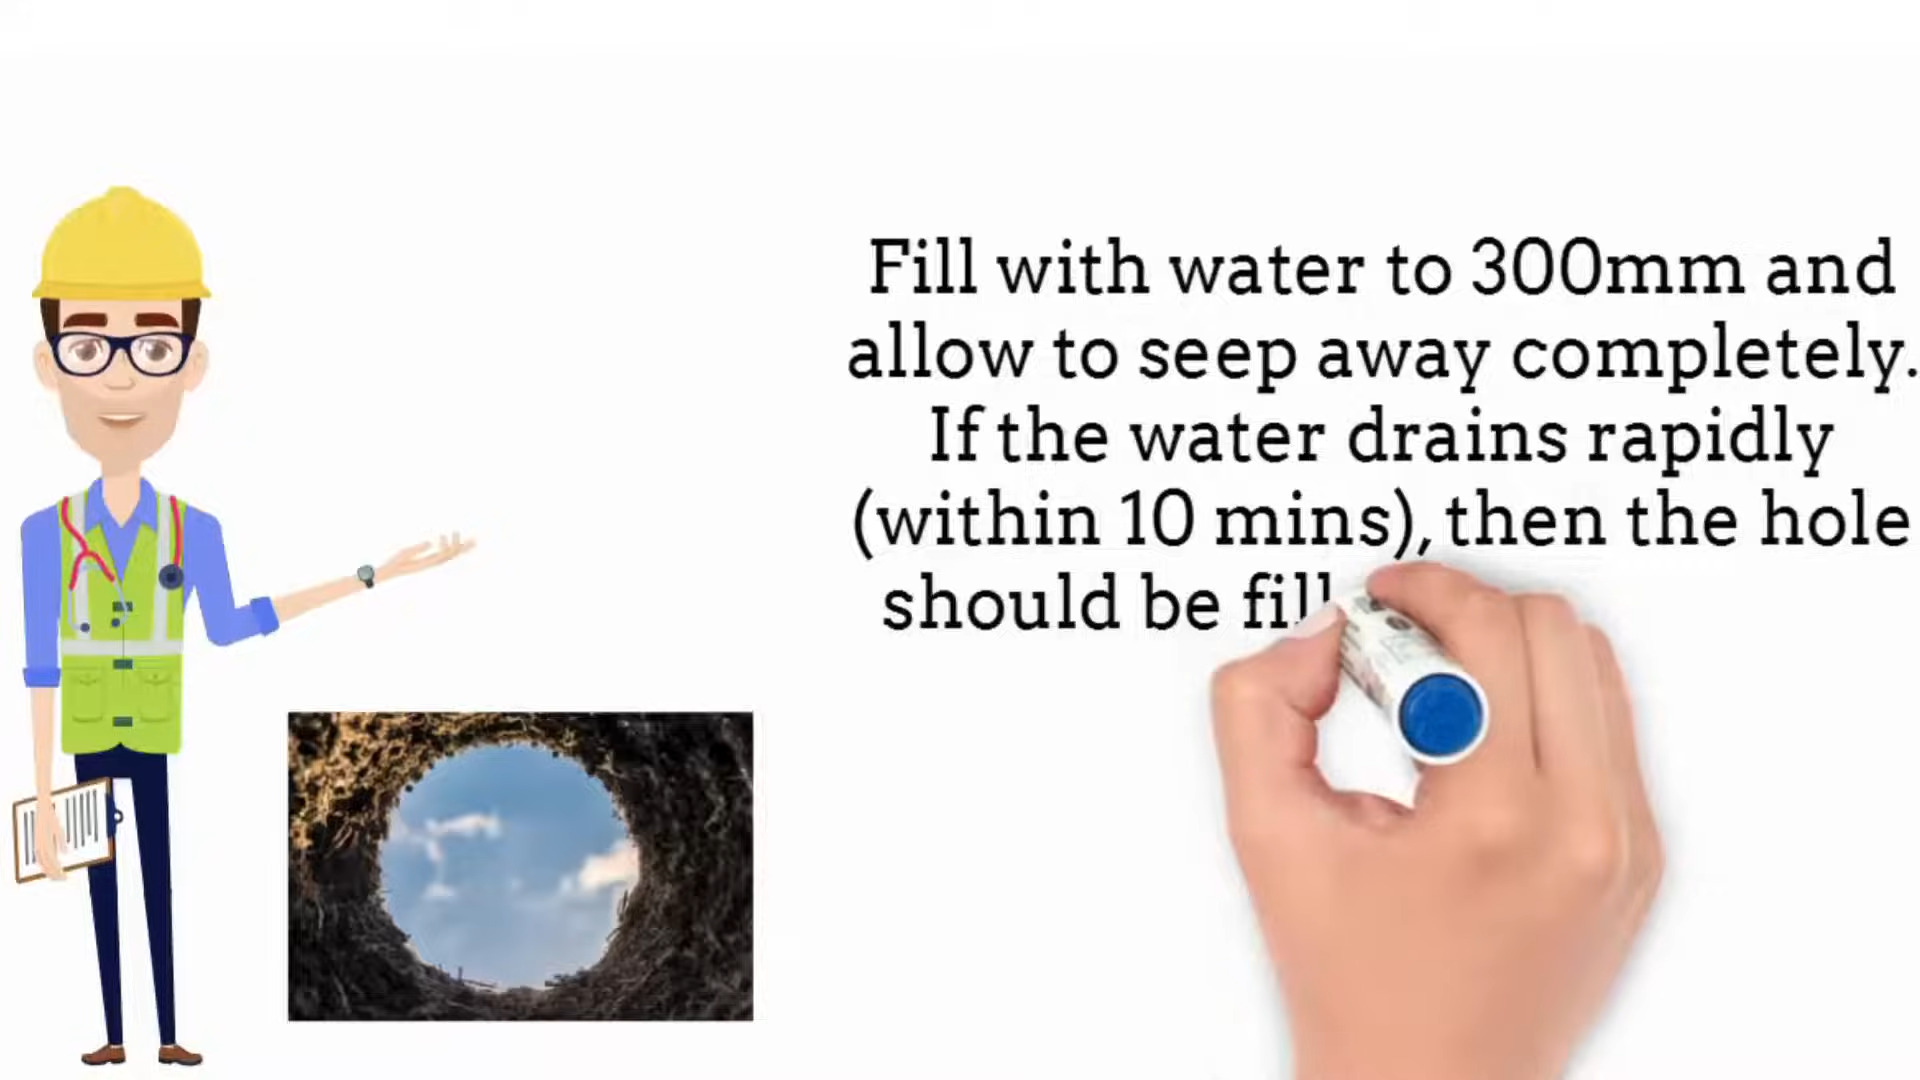 Fill with water to 300mm and
allow to seep away completely.
If the water drains rapidly
(within 10 mins), then the hole
should be